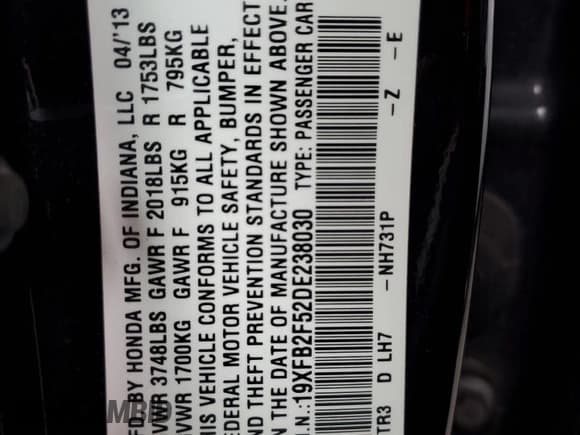 FD. BY HONDA MFG. OF INDIANA, LLC 04/'13
VWR 3748LBS GAWR F 2018LBS R 1753LBS
VWR 1700KG GAWR F 915KG R 795KG
HIS VEHICLE CONFORMS TO ALL APPLICABLE
EDERAL MOTOR VEHICLE SAFETY, BUMPER,
ND THEFT PREVENTION STANDARDS IN EFFECT
N THE DATE OF MANUFACTURE SHOWN ABOVE.
I.N.:19XFB2F52DE238030 TYPE: PASSENGER CAR
TR3 D LH7 -NH731P -Z -E